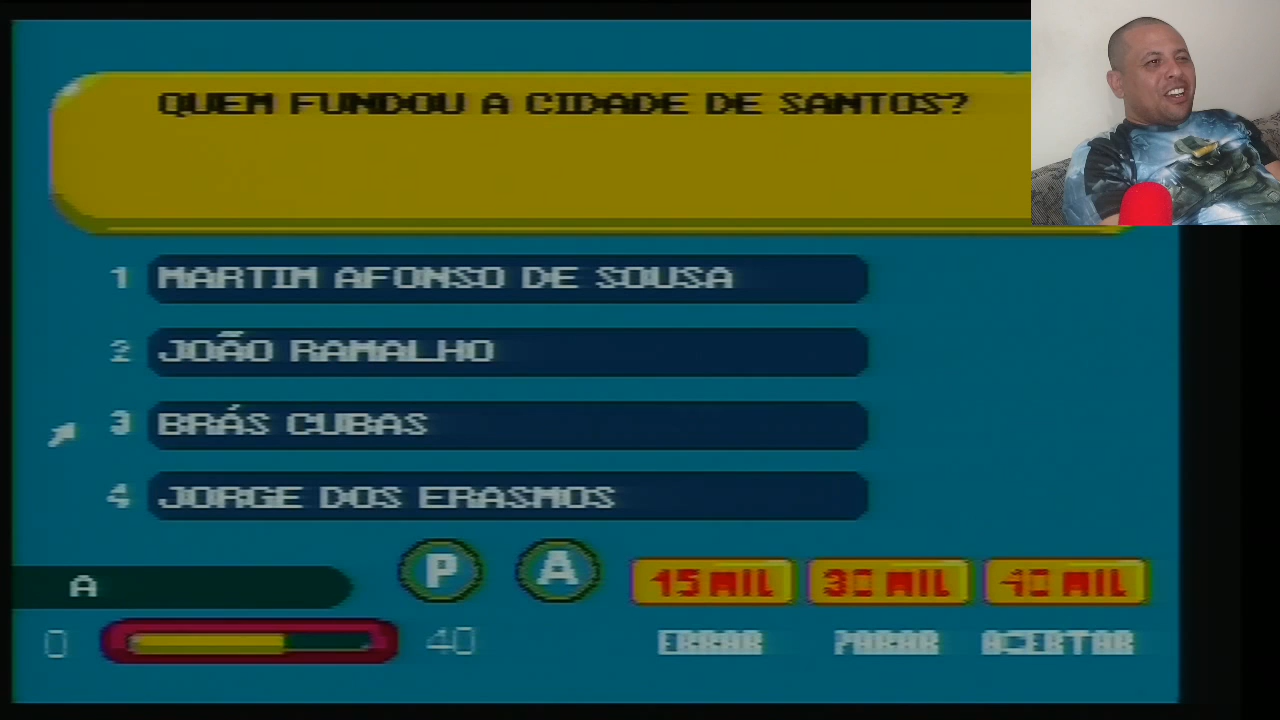 QUEM FUNDOU A CIDADE DE SANTOS?
1 MARTIM AFONSO DE SOUSA
2 JOÃO RAMALHO
3 BRÁS CUBAS
4 JORGE DOS ERASMOS
P A
15 MIL 30 MIL 40 MIL
A
0 40 ERRAR PARAR ACERTAR